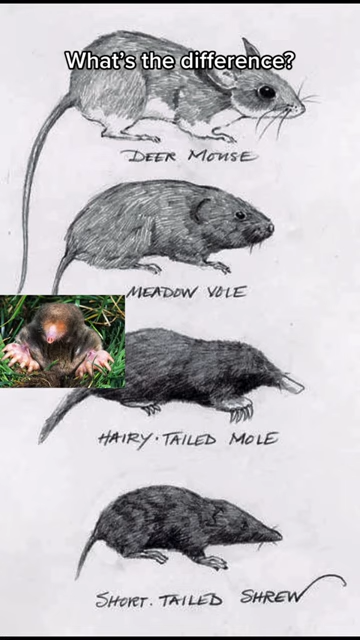 What's the difference?
DEER MOUSE
MEADOW VOLE
HAIRY-TAILED MOLE
SHORT-TAILED SHREW